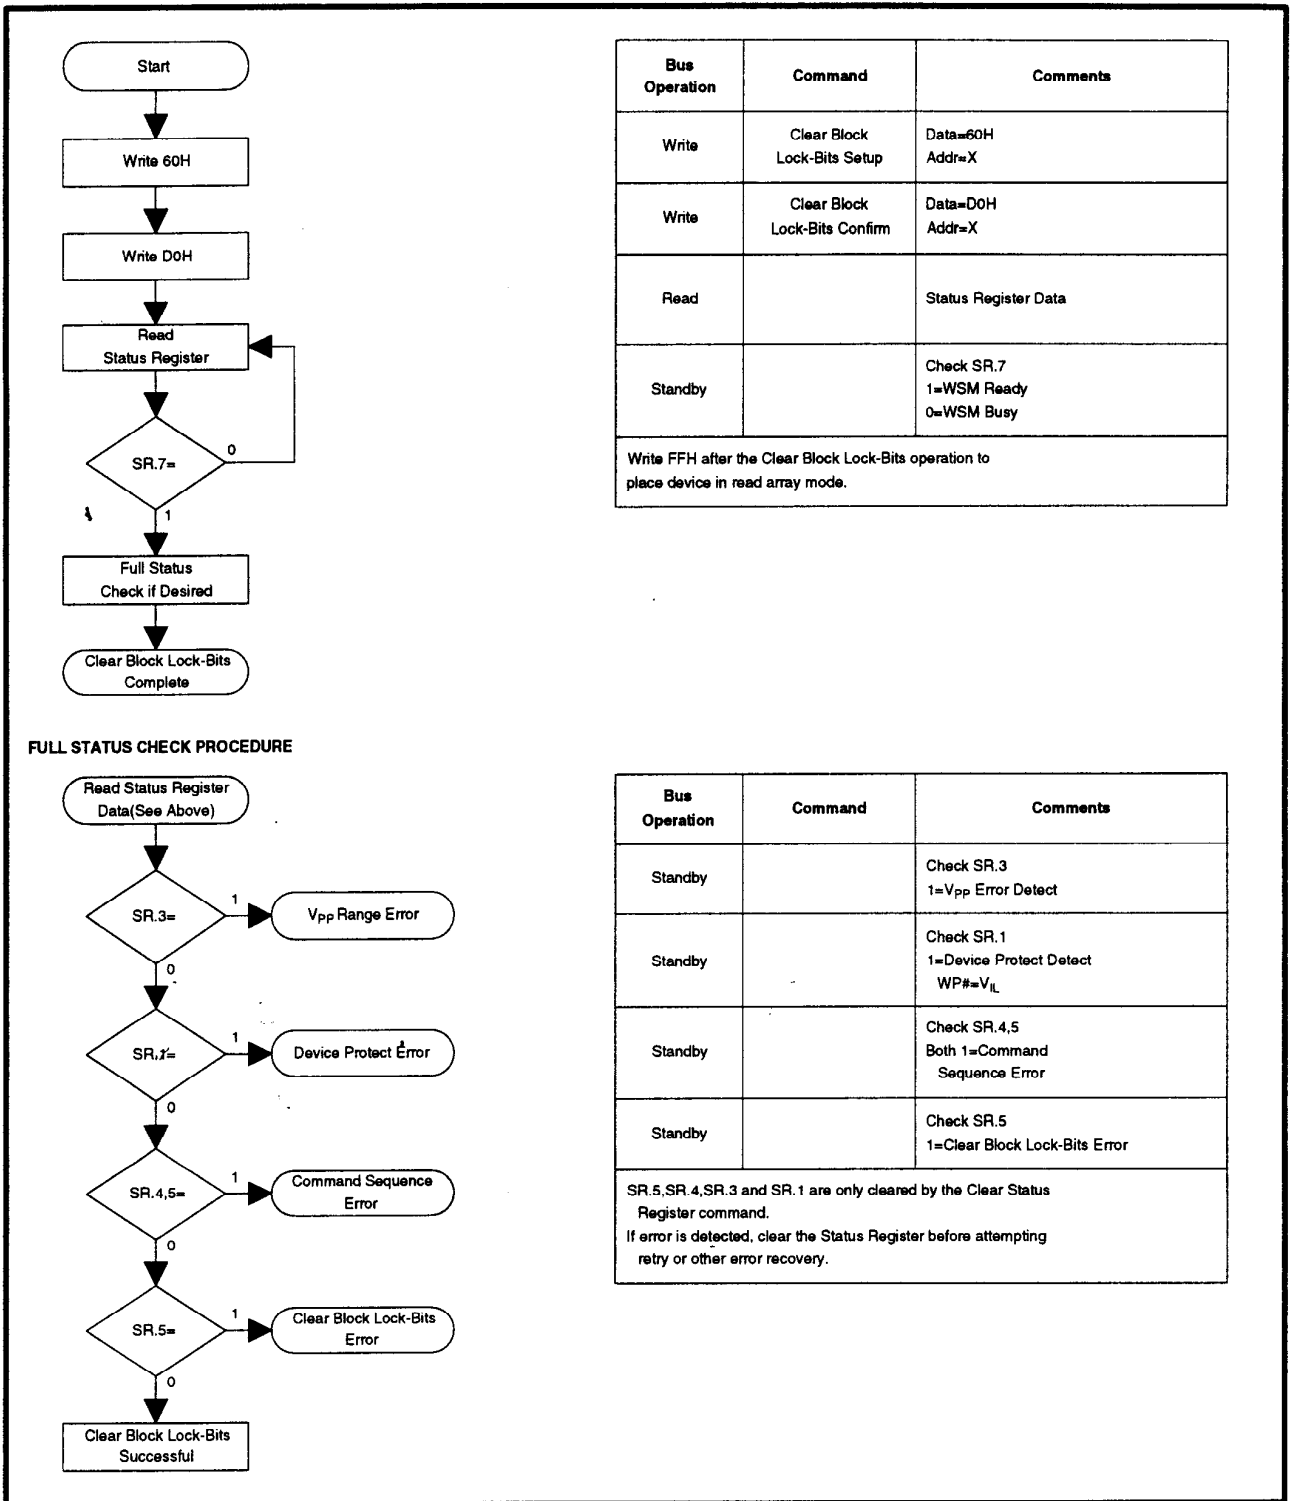 Start
Write 60H
Write D0H
Read
Status Register
SR.7=
0
1
Full Status
Check if Desired
Clear Block Lock-Bits
Complete
Bus
Operation
Command
Comments
Write
Clear Block
Lock-Bits Setup
Data=60H
Addr=X
Write
Clear Block
Lock-Bits Confirm
Data=D0H
Addr=X
Read
Status Register Data
Standby
Check SR.7
1=WSM Ready
0=WSM Busy
Write FFH after the Clear Block Lock-Bits operation to
place device in read array mode.
FULL STATUS CHECK PROCEDURE
Read Status Register
Data(See Above)
SR.3=
1
VPP Range Error
0
SR.1=
1
Device Protect Error
0
SR.4,5=
1
Command Sequence
Error
0
SR.5=
1
Clear Block Lock-Bits
Error
0
Clear Block Lock-Bits
Successful
Bus
Operation
Command
Comments
Standby
Check SR.3
1=VPP Error Detect
Standby
Check SR.1
1=Device Protect Detect
WP#=VIL
Standby
Check SR.4,5
Both 1=Command
Sequence Error
Standby
Check SR.5
1=Clear Block Lock-Bits Error
SR.5,SR.4,SR.3 and SR.1 are only cleared by the Clear Status
Register command.
If error is detected, clear the Status Register before attempting
retry or other error recovery.